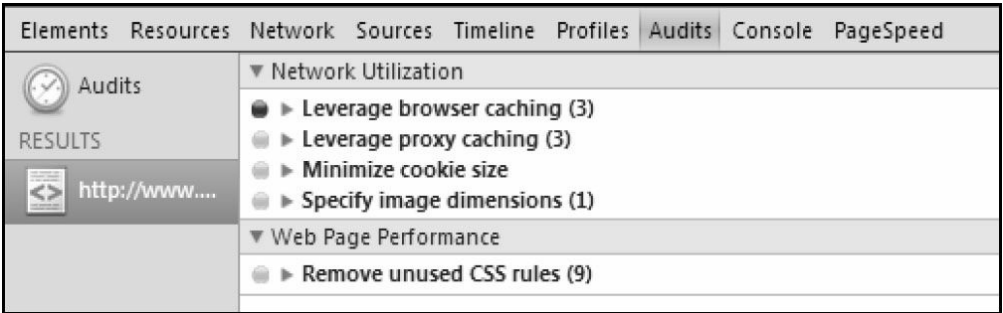 Elements Resources Network Sources Timeline Profiles Audits Console PageSpeed
Audits
RESULTS
http://www....
▼ Network Utilization
▶ Leverage browser caching (3)
▶ Leverage proxy caching (3)
▶ Minimize cookie size
▶ Specify image dimensions (1)
▼ Web Page Performance
▶ Remove unused CSS rules (9)